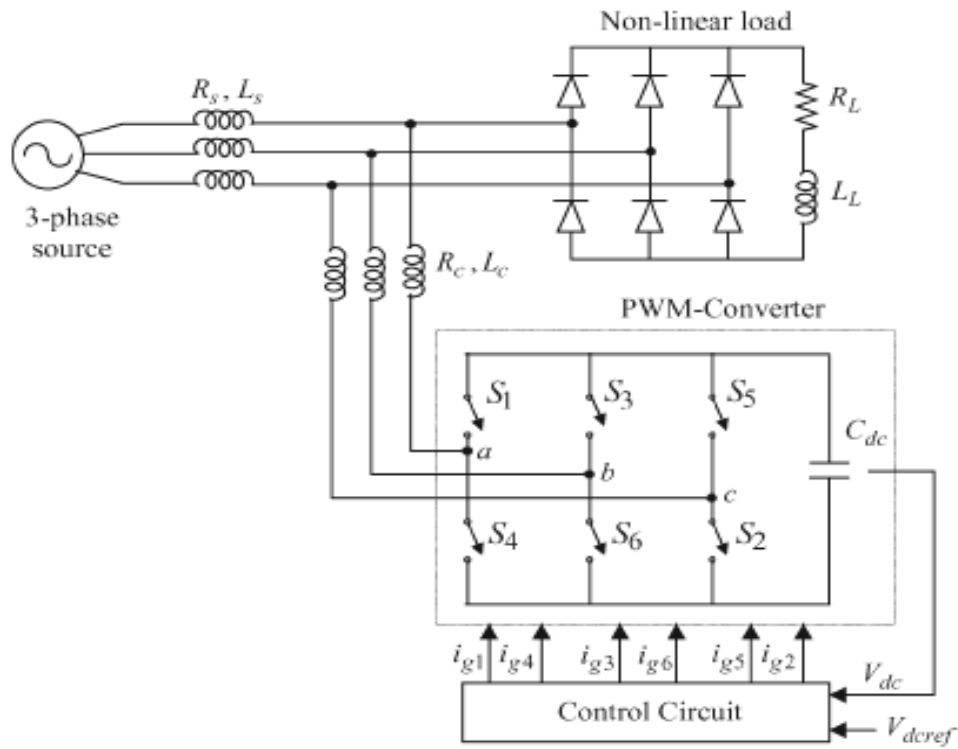 Non-linear load
R_s, L_s
R_L
L_L
3-phase
source
R_c, L_c
PWM-Converter
S_1
S_3
S_5
C_dc
a
b
c
S_4
S_6
S_2
i_g1
i_g4
i_g3
i_g6
i_g5
i_g2
V_dc
Control Circuit
V_dcref